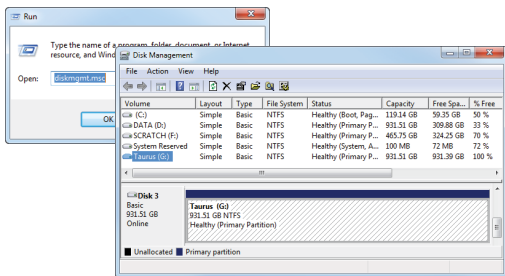 Run
Type the name of a program, folder, document, or Internet
resource, and Wind
Open: diskmgmt.msc
OK
Disk Management
File Action View Help
Volume Layout Type File System Status Capacity Free Spa... % Free
(C:) Simple Basic NTFS Healthy (Boot, Pag... 119.14 GB 59.35 GB 50 %
DATA (D:) Simple Basic NTFS Healthy (Primary P... 931.51 GB 309.88 GB 33 %
SCRATCH (F:) Simple Basic NTFS Healthy (Primary P... 465.75 GB 324.25 GB 70 %
System Reserved Simple Basic NTFS Healthy (System, A... 100 MB 72 MB 72 %
Taurus (G:) Simple Basic NTFS Healthy (Primary P... 931.51 GB 931.39 GB 100 %
Disk 3
Basic
931.51 GB
Online
Taurus (G:)
931.51 GB NTFS
Healthy (Primary Partition)
Unallocated Primary partition